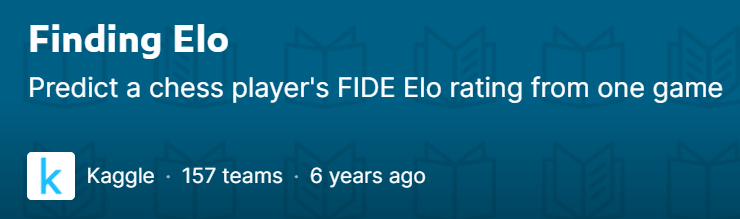 Finding Elo
Predict a chess player's FIDE Elo rating from one game
k Kaggle · 157 teams · 6 years ago